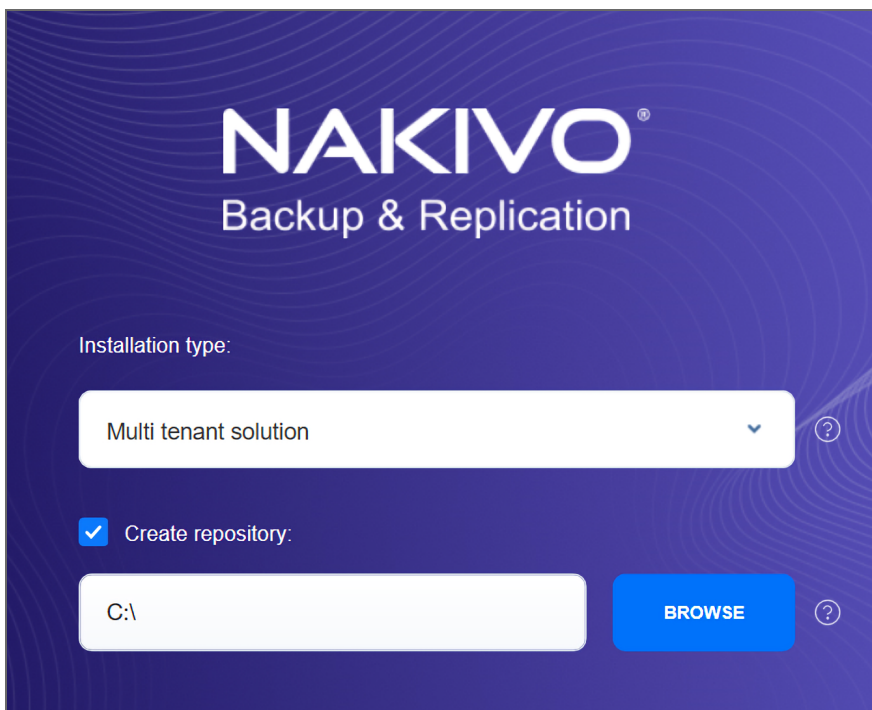 NAKIVO®
Backup & Replication
Installation type:
Multi tenant solution
?
Create repository:
C:\
BROWSE
?